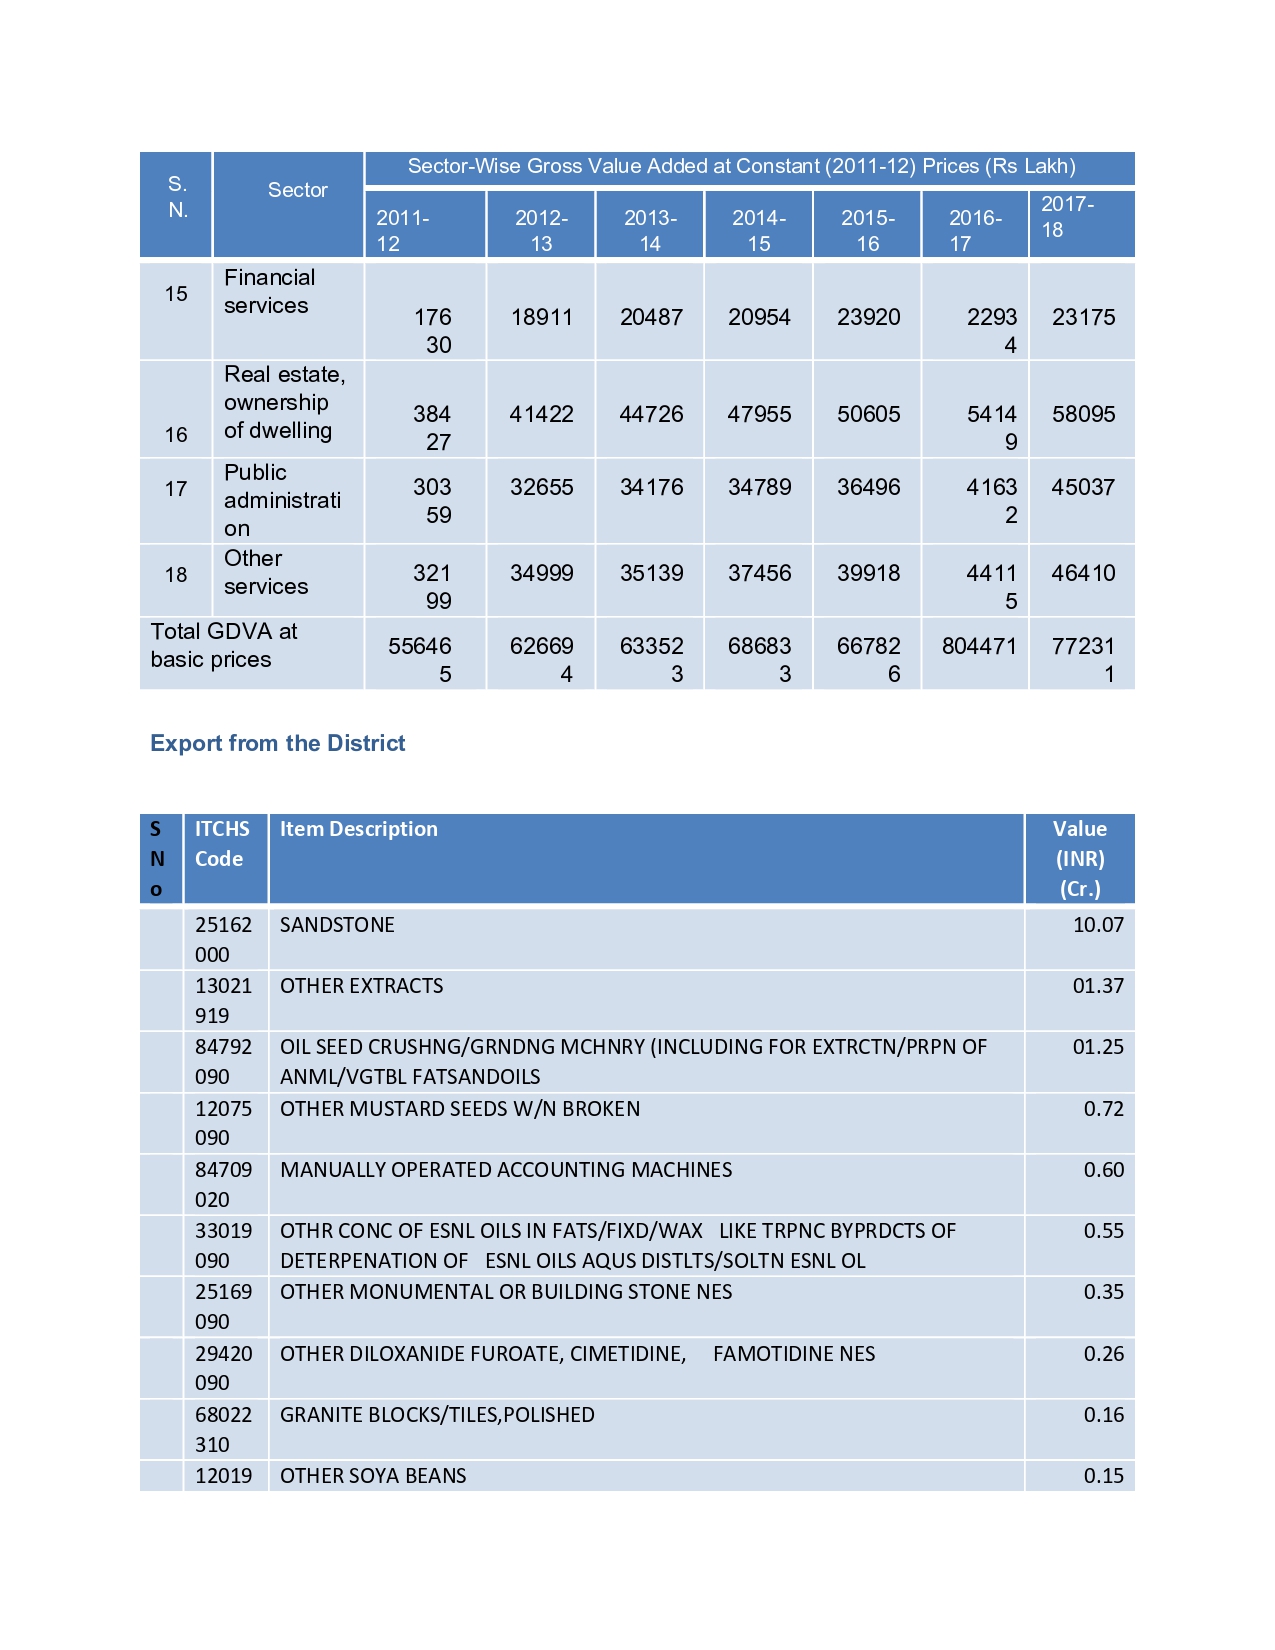 S. N. Sector Sector-Wise Gross Value Added at Constant (2011-12) Prices (Rs Lakh)
2011-12 2012-13 2013-14 2014-15 2015-16 2016-17 2017-18
15 Financial services 17630 18911 20487 20954 23920 22934 23175
16 Real estate, ownership of dwelling 38427 41422 44726 47955 50605 54149 58095
17 Public administration 30359 32655 34176 34789 36496 41632 45037
18 Other services 32199 34999 35139 37456 39918 44115 46410
Total GDVA at basic prices 556465 626694 633523 686833 667826 804471 772311
Export from the District
S No ITCHS Code Item Description Value (INR) (Cr.)
25162000 SANDSTONE 10.07
13021919 OTHER EXTRACTS 01.37
84792090 OIL SEED CRUSHNG/GRNDNG MCHNRY (INCLUDING FOR EXTRCTN/PRPN OF ANML/VGTBL FATSANDOILS 01.25
12075090 OTHER MUSTARD SEEDS W/N BROKEN 0.72
84709020 MANUALLY OPERATED ACCOUNTING MACHINES 0.60
33019090 OTHR CONC OF ESNL OILS IN FATS/FIXD/WAX LIKE TRPNC BYPRDCTS OF DETERPENATION OF ESNL OILS AQUS DISTLTS/SOLTN ESNL OL 0.55
25169090 OTHER MONUMENTAL OR BUILDING STONE NES 0.35
29420090 OTHER DILOXANIDE FUROATE, CIMETIDINE, FAMOTIDINE NES 0.26
68022310 GRANITE BLOCKS/TILES,POLISHED 0.16
12019 OTHER SOYA BEANS 0.15